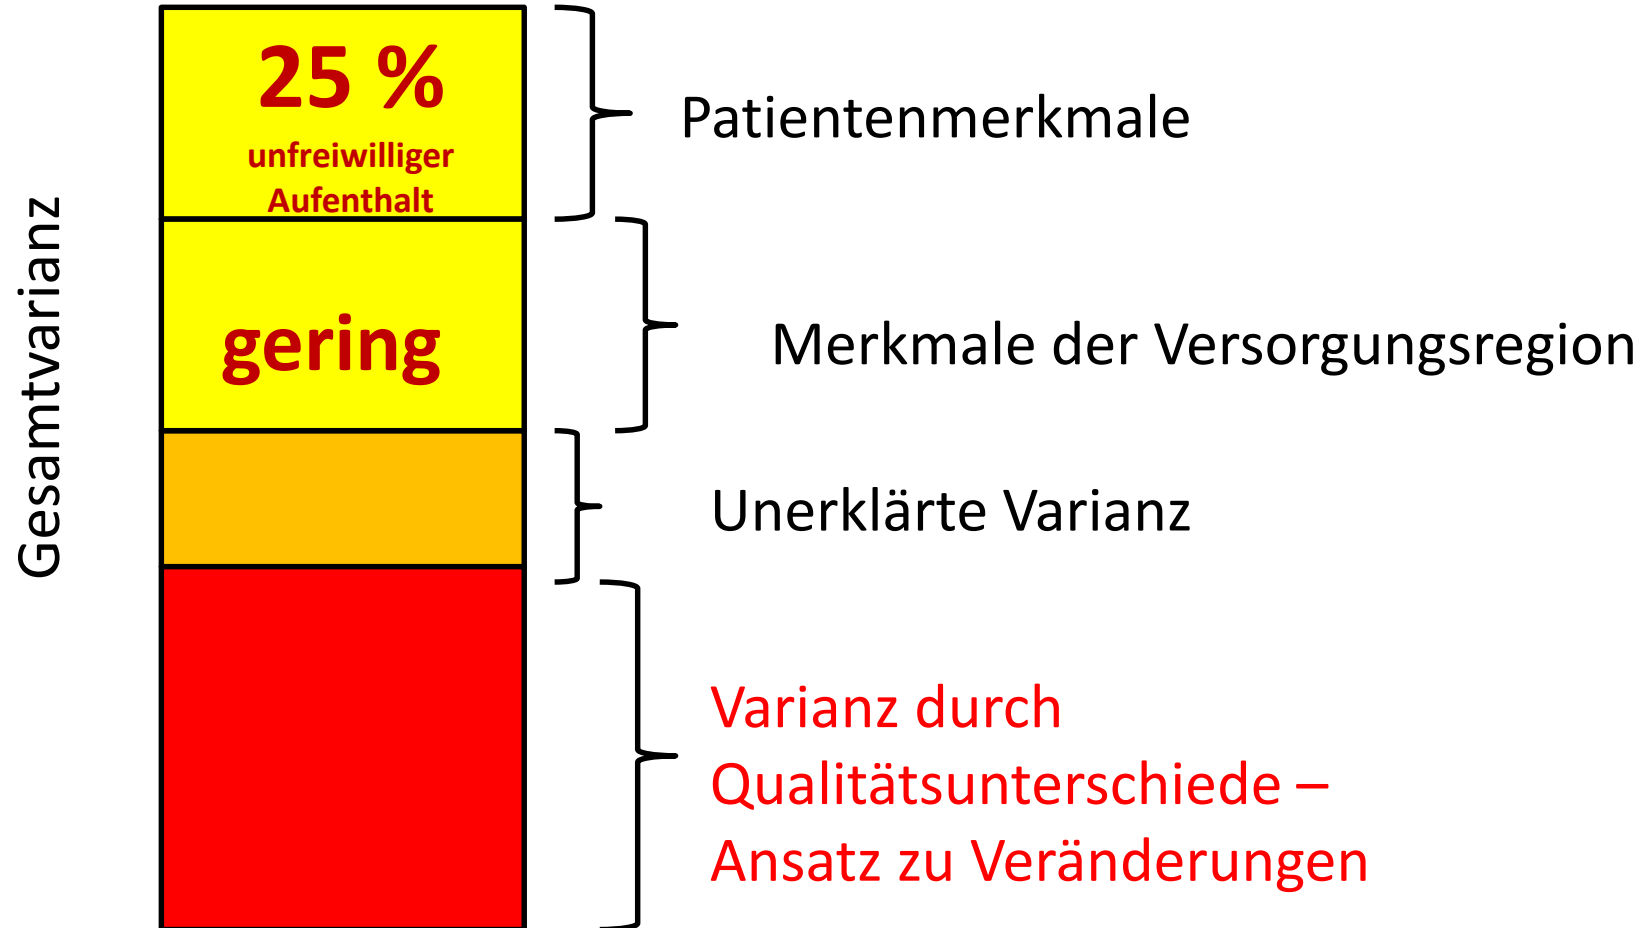 Gesamtvarianz
25 %
unfreiwilliger
Aufenthalt
Patientenmerkmale
gering
Merkmale der Versorgungsregion
Unerklärte Varianz
Varianz durch
Qualitätsunterschiede –
Ansatz zu Veränderungen